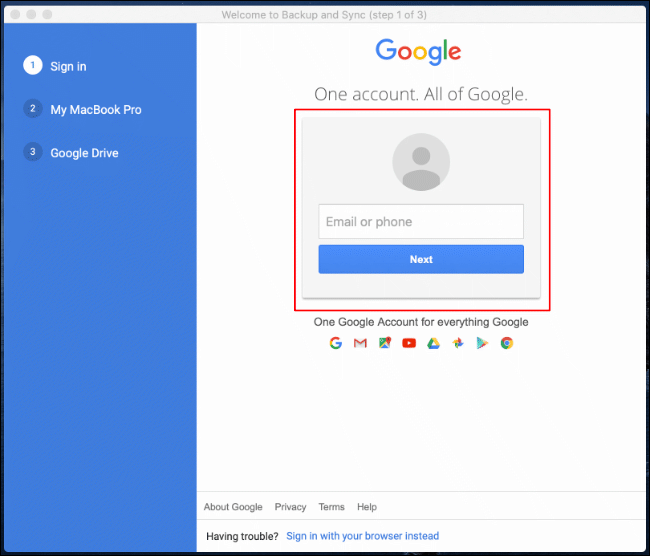 Welcome to Backup and Sync (step 1 of 3)
1 Sign in
2 My MacBook Pro
3 Google Drive
Google
One account. All of Google.
Email or phone
Next
One Google Account for everything Google
About Google Privacy Terms Help
Having trouble? Sign in with your browser instead